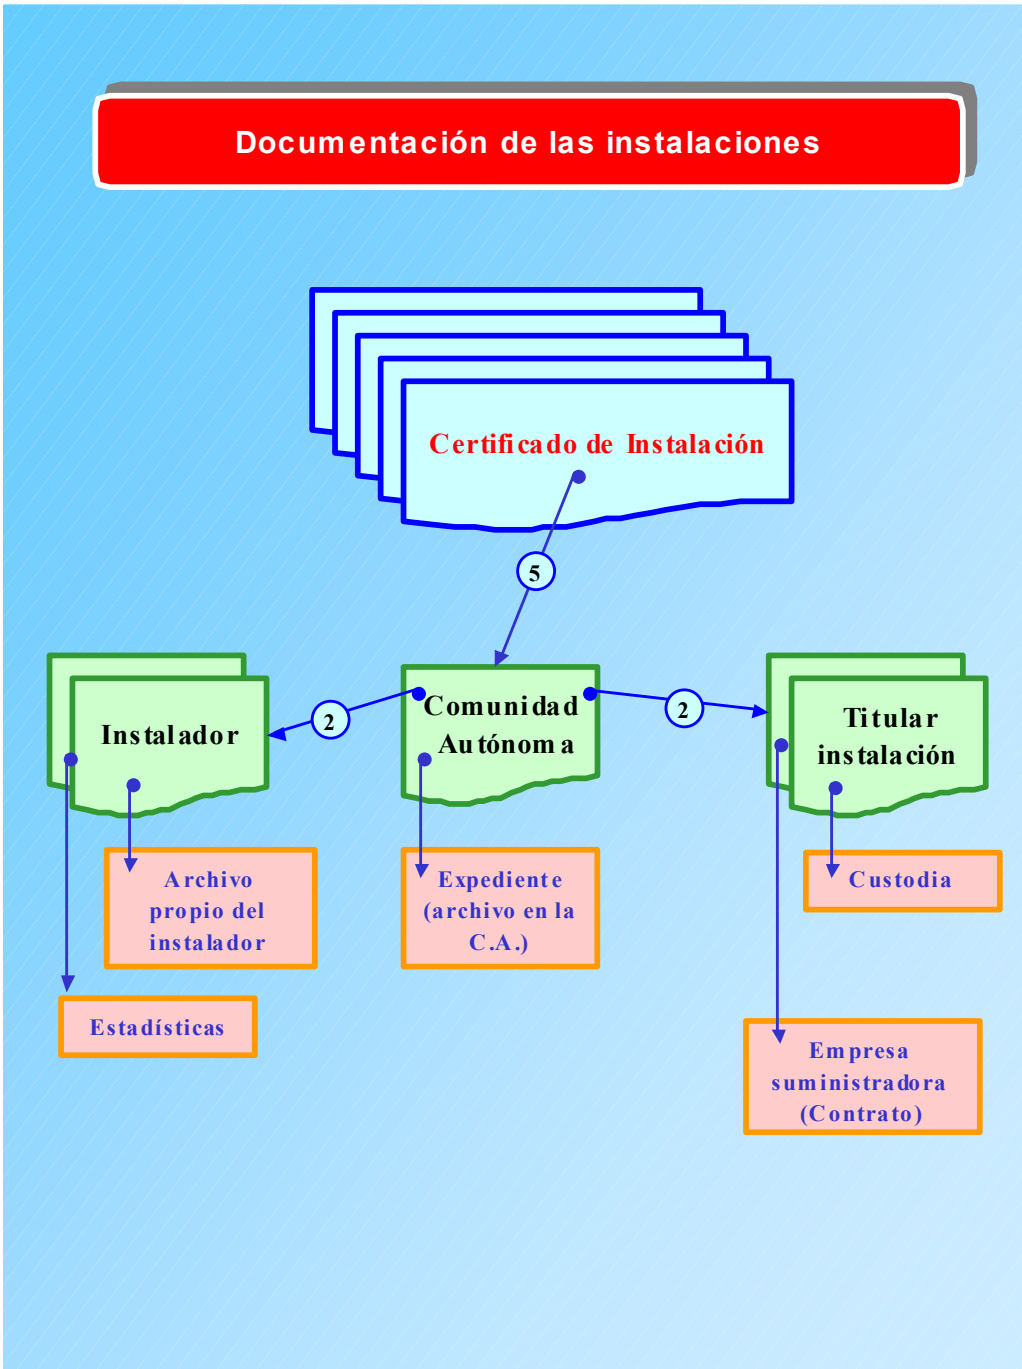 Documentación de las instalaciones
Certificado de Instalación
5
Instalador
2
Comunidad
Autónoma
2
Titular
instalación
Archivo
propio del
instalador
Expediente
(archivo en la
C.A.)
Custodia
Estadísticas
Empresa
suministradora
(Contrato)